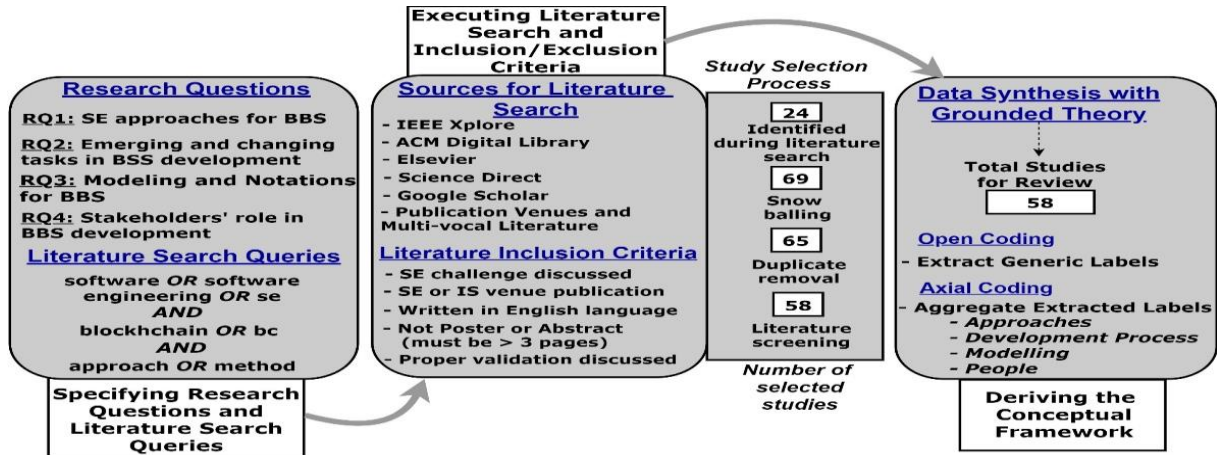 Research Questions
RQ1: SE approaches for BBS
RQ2: Emerging and changing
tasks in BSS development
RQ3: Modeling and Notations
for BBS
RQ4: Stakeholders' role in
BBS development
Literature Search Queries
software OR software
engineering OR se
AND
blockhchain OR bc
AND
approach OR method
Specifying Research
Questions and
Literature Search
Queries
Executing Literature
Search and
Inclusion/Exclusion
Criteria
Sources for Literature
Search
- IEEE Xplore
- ACM Digital Library
- Elsevier
- Science Direct
- Google Scholar
- Publication Venues and
Multi-vocal Literature
Literature Inclusion Criteria
- SE challenge discussed
- SE or IS venue publication
- Written in English language
- Not Poster or Abstract
(must be > 3 pages)
- Proper validation discussed
Study Selection
Process
24
Identified
during literature
search
69
Snow
balling
65
Duplicate
removal
58
Literature
screening
Number of
selected
studies
Data Synthesis with
Grounded Theory
Total Studies
for Review
58
Open Coding
- Extract Generic Labels
Axial Coding
- Aggregate Extracted Labels
- Approaches
- Development Process
- Modelling
- People
Deriving the
Conceptual
Framework